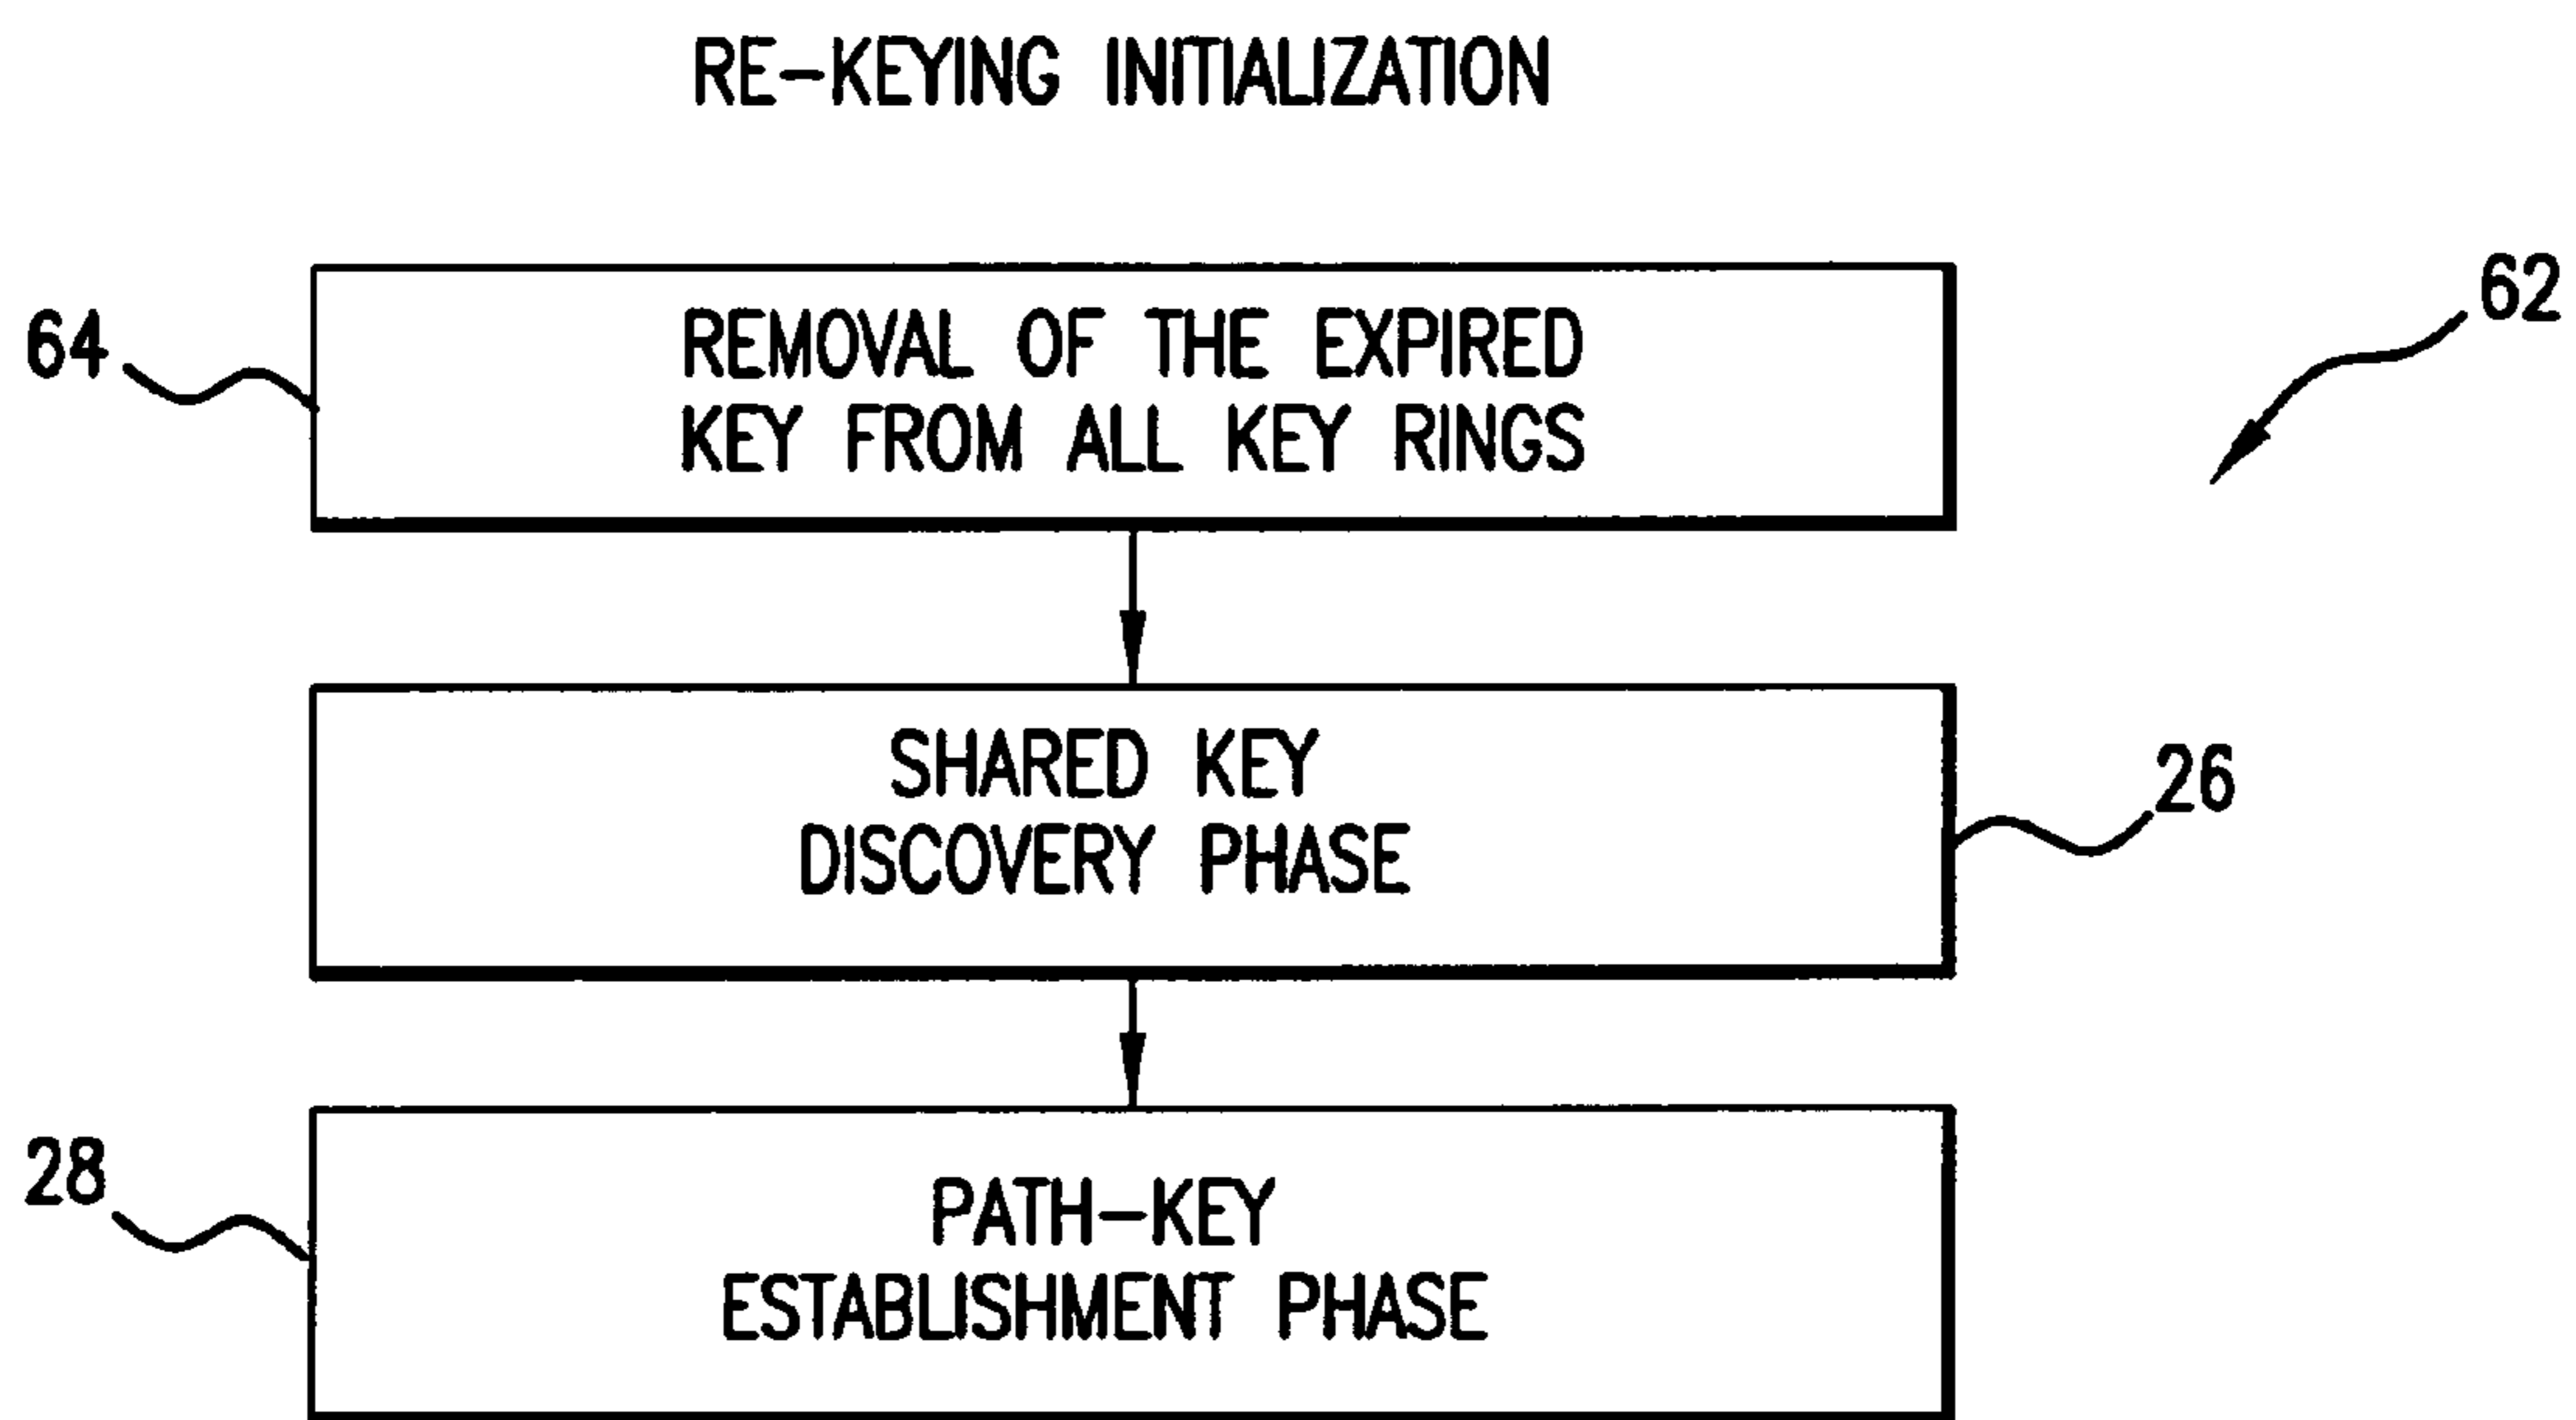 RE-KEYING INITIALIZATION
62
64
REMOVAL OF THE EXPIRED
KEY FROM ALL KEY RINGS
SHARED KEY
DISCOVERY PHASE
26
28
PATH-KEY
ESTABLISHMENT PHASE